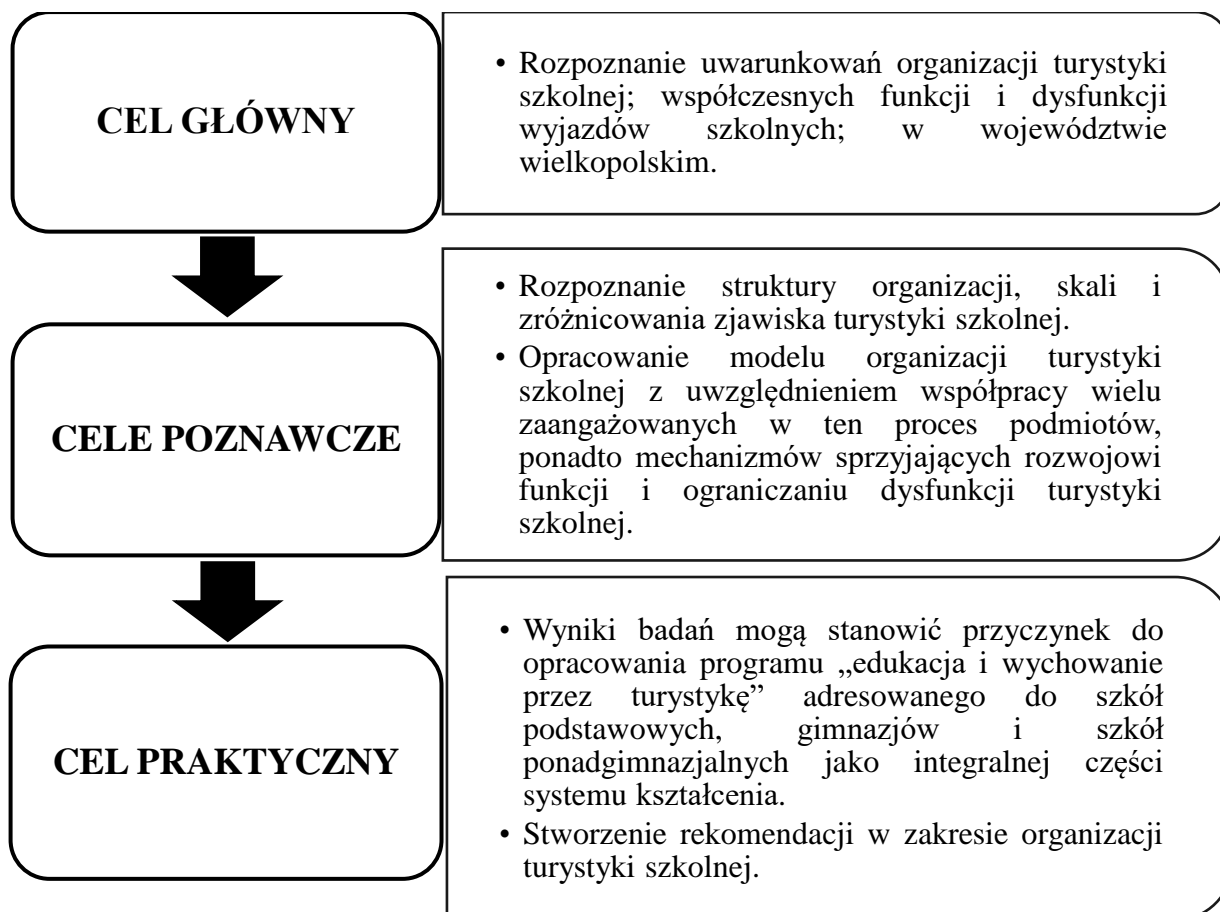 CEL GŁÓWNY
• Rozpoznanie uwarunkowań organizacji turystyki
szkolnej; współczesnych funkcji i dysfunkcji
wyjazdów szkolnych; w województwie
wielkopolskim.
CELE POZNAWCZE
• Rozpoznanie struktury organizacji, skali i
zróżnicowania zjawiska turystyki szkolnej.
• Opracowanie modelu organizacji turystyki
szkolnej z uwzględnieniem współpracy wielu
zaangażowanych w ten proces podmiotów,
ponadto mechanizmów sprzyjających rozwojowi
funkcji i ograniczaniu dysfunkcji turystyki
szkolnej.
CEL PRAKTYCZNY
• Wyniki badań mogą stanowić przyczynek do
opracowania programu „edukacja i wychowanie
przez turystykę” adresowanego do szkół
podstawowych, gimnazjów i szkół
ponadgimnazjalnych jako integralnej części
systemu kształcenia.
• Stworzenie rekomendacji w zakresie organizacji
turystyki szkolnej.